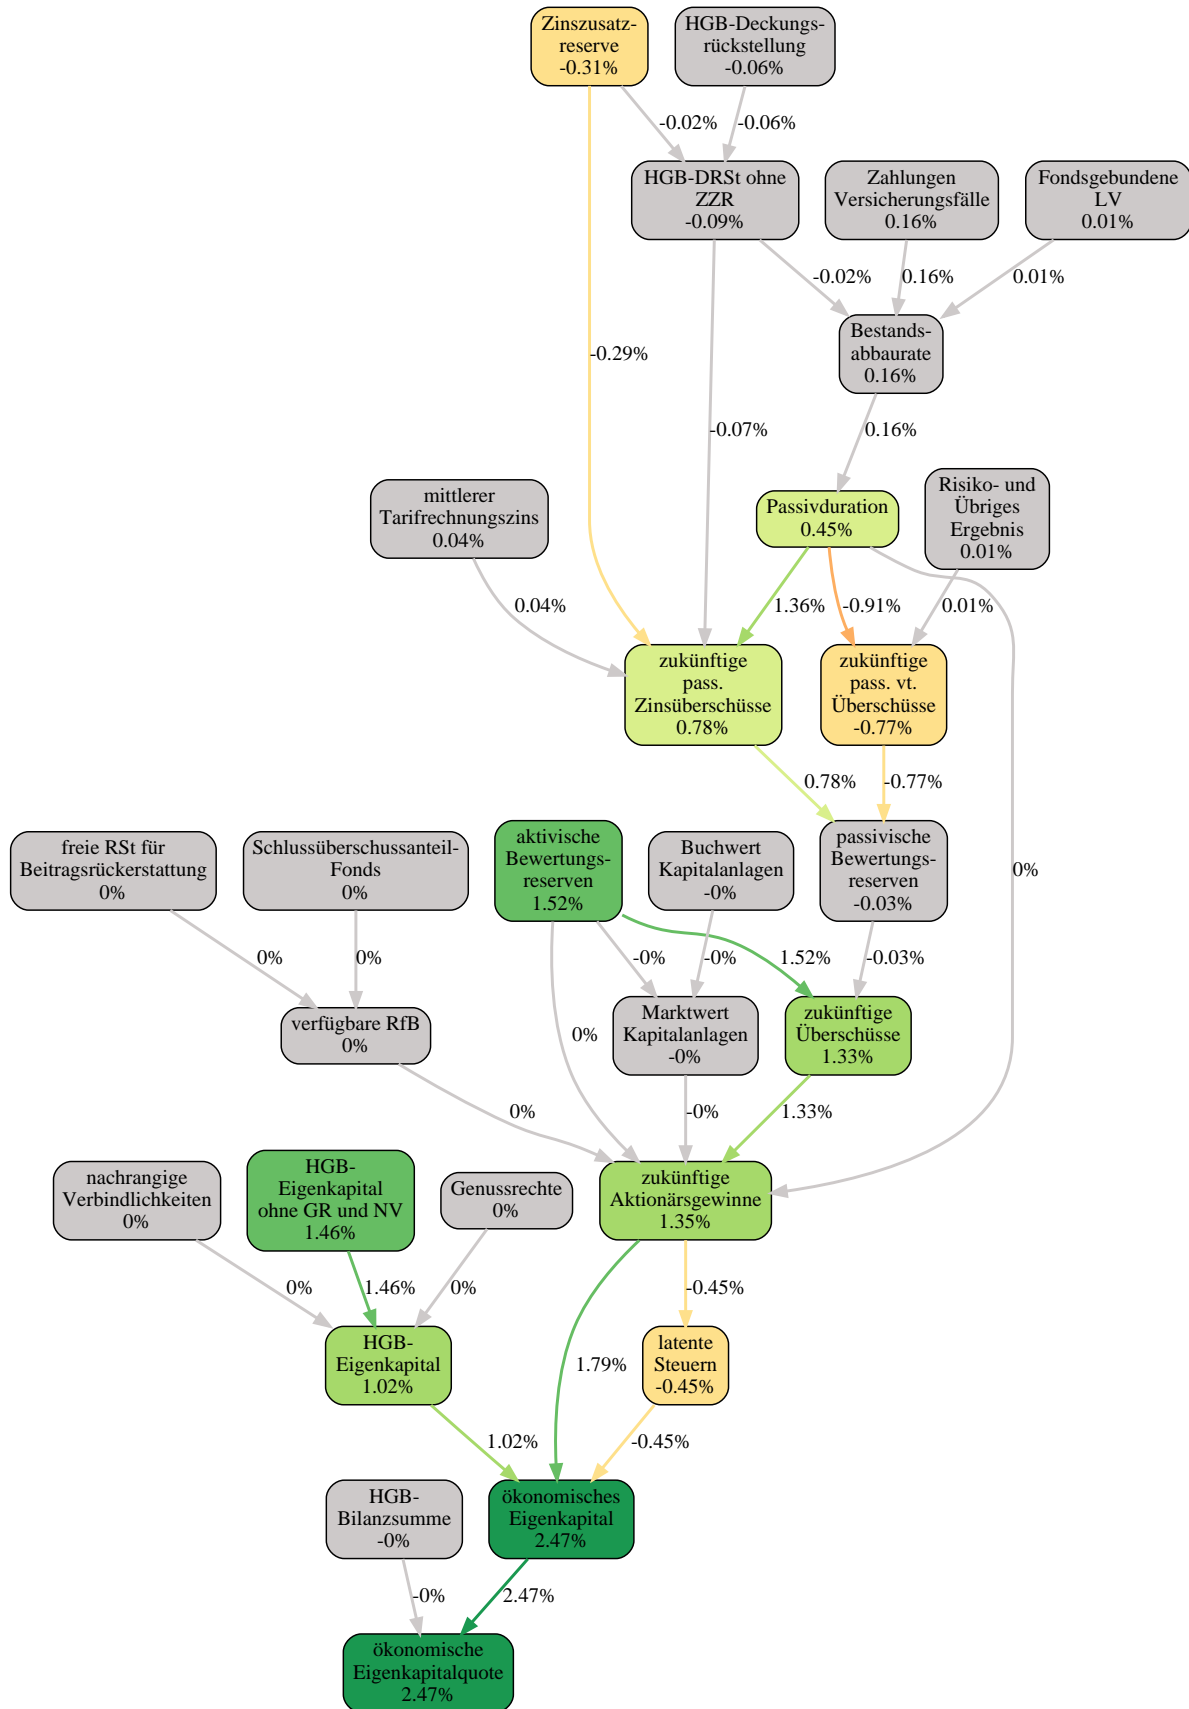 Zinszusatz-
reserve
-0.31%
HGB-Deckungs-
rückstellung
-0.06%
-0.02%
-0.06%
HGB-DRSt ohne
ZZR
-0.09%
Zahlungen
Versicherungsfälle
0.16%
Fondsgebundene
LV
0.01%
-0.02%
0.16%
0.01%
Bestands-
abbaurate
0.16%
-0.29%
-0.07%
0.16%
mittlerer
Tarifrechnungszins
0.04%
Passivduration
0.45%
Risiko- und
Übriges
Ergebnis
0.01%
0.04%
1.36%
-0.91%
0.01%
zukünftige
pass.
Zinsüberschüsse
0.78%
zukünftige
pass. vt.
Überschüsse
-0.77%
0.78%
-0.77%
freie RSt für
Beitragsrückerstattung
0%
Schlussüberschussanteil-
Fonds
0%
aktivische
Bewertungs-
reserven
1.52%
Buchwert
Kapitalanlagen
-0%
passivische
Bewertungs-
reserven
-0.03%
0%
0%
0%
-0%
-0%
1.52%
-0.03%
verfügbare RfB
0%
0%
Marktwert
Kapitalanlagen
-0%
zukünftige
Überschüsse
1.33%
0%
-0%
1.33%
nachrangige
Verbindlichkeiten
0%
HGB-
Eigenkapital
ohne GR und NV
1.46%
Genussrechte
0%
zukünftige
Aktionärsgewinne
1.35%
0%
1.46%
0%
-0.45%
HGB-
Eigenkapital
1.02%
1.79%
latente
Steuern
-0.45%
1.02%
-0.45%
HGB-
Bilanzsumme
-0%
ökonomisches
Eigenkapital
2.47%
-0%
2.47%
ökonomische
Eigenkapitalquote
2.47%